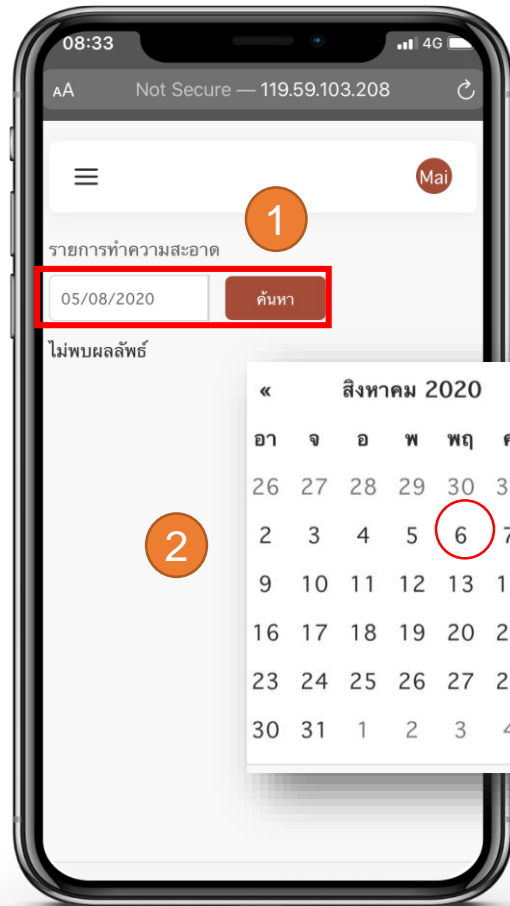 08:33 4G
AA Not Secure — 119.59.103.208
Mai
1
รายการทำความสะอาด
05/08/2020 ค้นหา
ไม่พบผลลัพธ์
« สิงหาคม 2020
อา จ อ พ พฤ
26 27 28 29 30
2 3 4 5 6 7
2
9 10 11 12 13
16 17 18 19 20
23 24 25 26 27
30 31 1 2 3 4